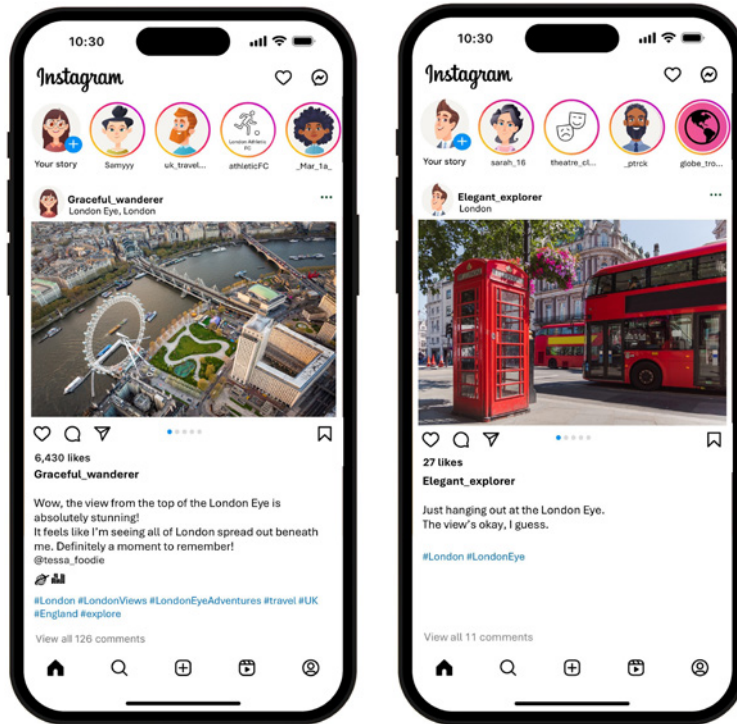 10:30
Instagram
Your story
Samyyy
uk_travel...
London Athletic
FC
athleticFC
_Mar_1a_
Graceful_wanderer
London Eye, London
6,430 likes
Graceful_wanderer
Wow, the view from the top of the London Eye is
absolutely stunning!
It feels like I'm seeing all of London spread out beneath
me. Definitely a moment to remember!
@tessa_foodie
#London #LondonViews #LondonEyeAdventures #travel #UK
#England #explore
View all 126 comments
10:30
Instagram
Your story
sarah_16
theatre_cl...
_ptrck
globe_tro...
Elegant_explorer
London
27 likes
Elegant_explorer
Just hanging out at the London Eye.
The view's okay, I guess.
#London #LondonEye
View all 11 comments